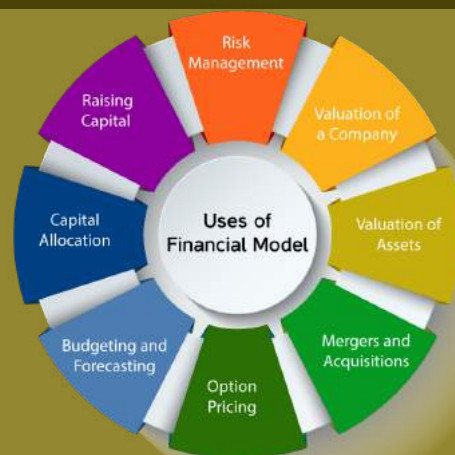 Uses of
Financial Model
Risk
Management
Valuation of
a Company
Valuation of
Assets
Mergers and
Acquisitions
Option
Pricing
Budgeting and
Forecasting
Capital
Allocation
Raising
Capital